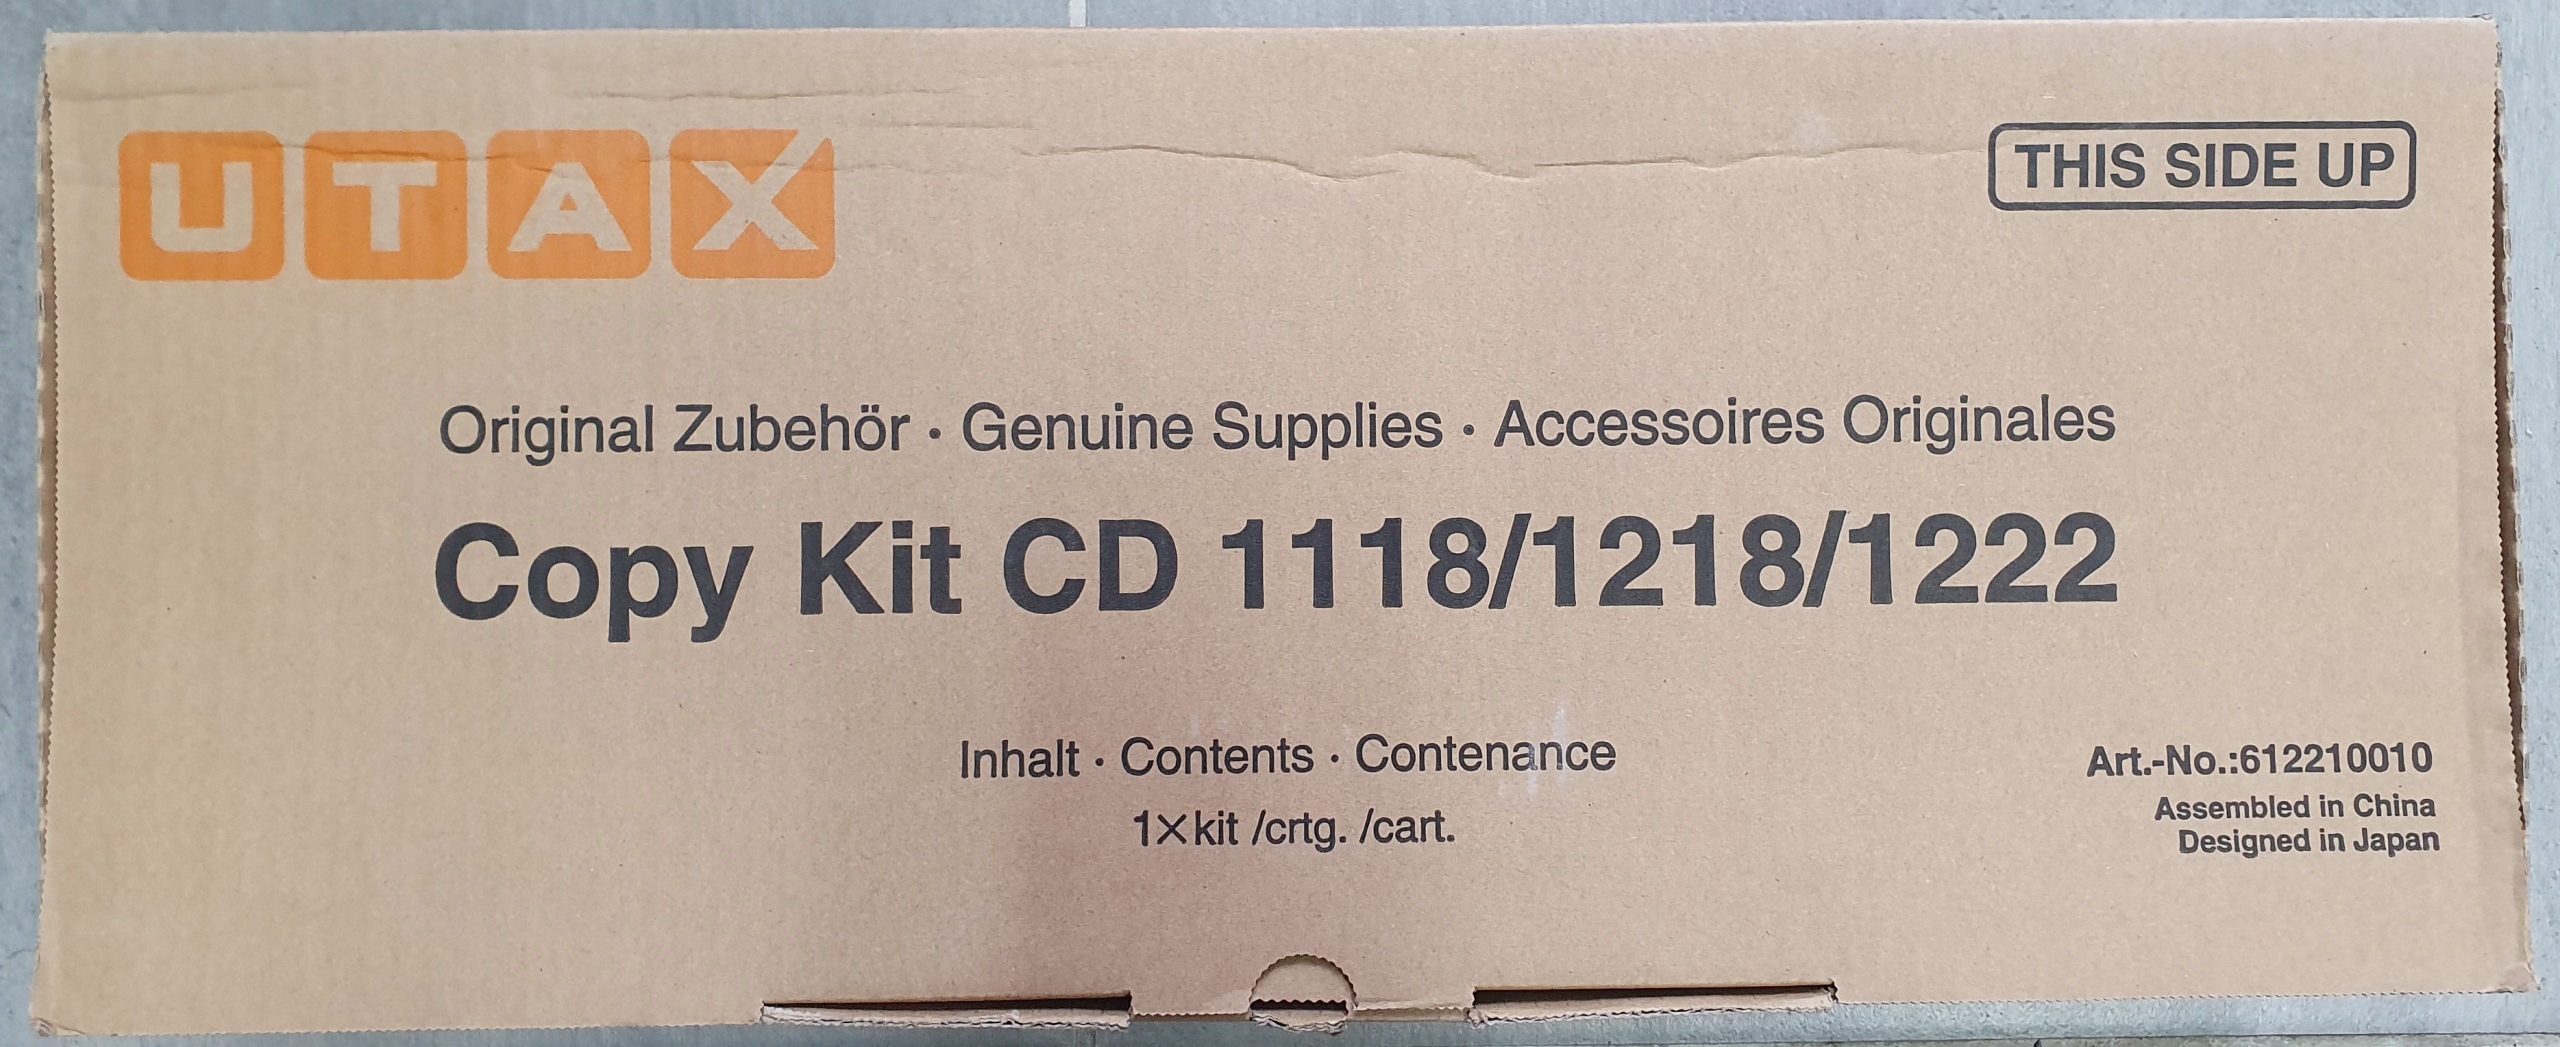 UTAX
THIS SIDE UP
Original Zubehör · Genuine Supplies · Accessoires Originales
Copy Kit CD 1118/1218/1222
Inhalt · Contents · Contenance
1×kit /crtg. /cart.
Art.-No.:612210010
Assembled in China
Designed in Japan